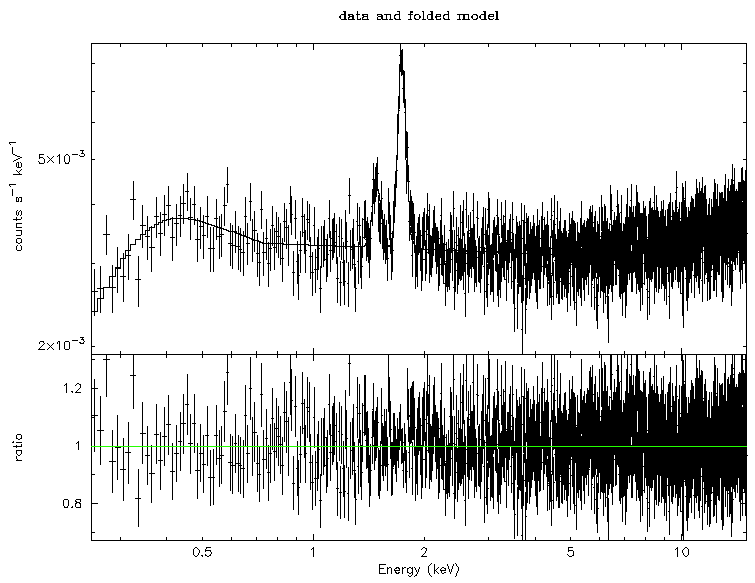 data and folded model
counts s⁻¹ keV⁻¹
5×10⁻³
2×10⁻³
ratio
1.2
1
0.8
0.5 1 2 5 10
Energy (keV)